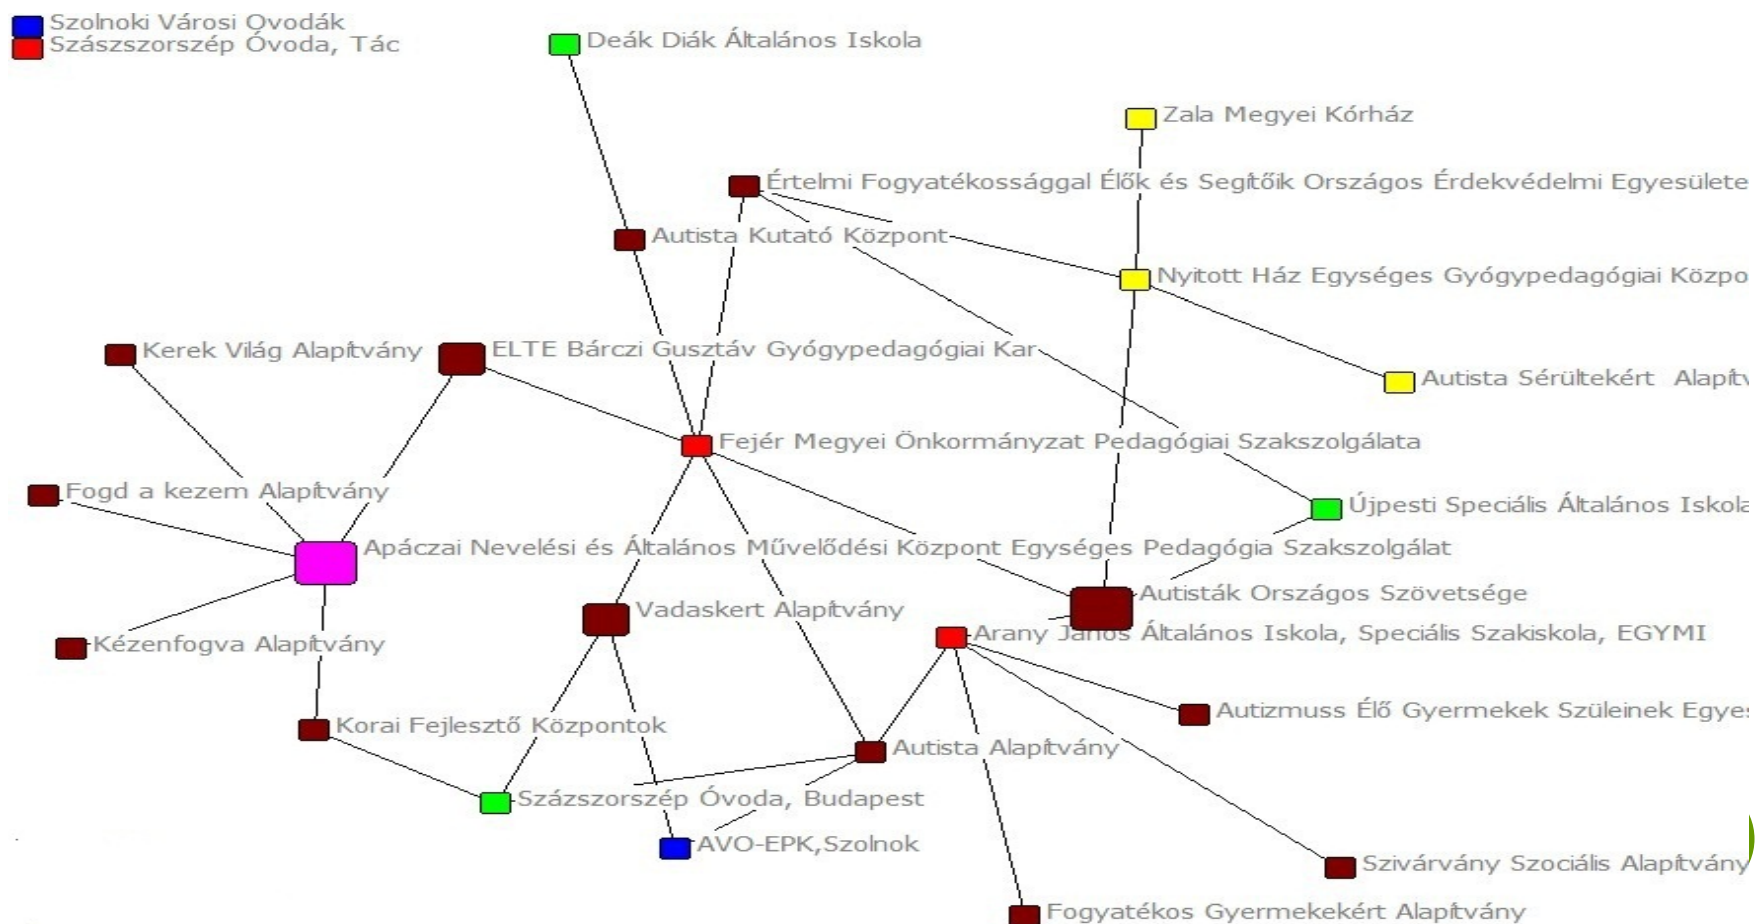 Szolnoki Városi Ovodák
Szászszorszép Óvoda, Tác
Deák Diák Általános Iskola
Zala Megyei Kórház
Értelmi Fogyatékossággal Élők és Segítőik Országos Érdekvédelmi Egyesülete
Autista Kutató Központ
Nyitott Ház Egységes Gyógypedagógiai Közpo
Kerek Világ Alapítvány
ELTE Bárczi Gusztáv Gyógypedagógiai Kar
Autista Sérültekért Alapítv
Fejér Megyei Önkormányzat Pedagógiai Szakszolgálata
Fogd a kezem Alapítvány
Újpesti Speciális Általános Iskola
Apáczai Nevelési és Általános Művelődési Központ Egységes Pedagógia Szakszolgálat
Autisták Országos Szövetsége
Vadaskert Alapítvány
Arany János Általános Iskola, Speciális Szakiskola, EGYMI
Kézenfogva Alapítvány
Autizmuss Élő Gyermekek Szüleinek Egyes
Korai Fejlesztő Központok
Autista Alapítvány
Százszorszép Óvoda, Budapest
AVO-EPK,Szolnok
Szivárvány Szociális Alapítvány
Fogyatékos Gyermekekért Alapítvány